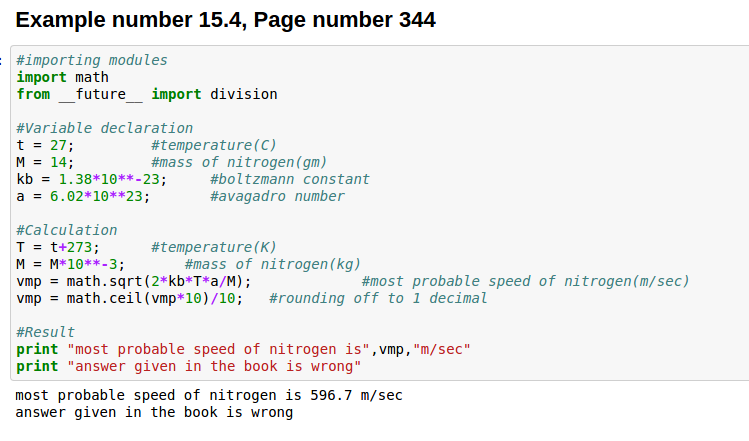 Example number 15.4, Page number 344
#importing modules
import math
from __future__ import division
#Variable declaration
t = 27; #temperature(C)
M = 14; #mass of nitrogen(gm)
kb = 1.38*10**-23; #boltzmann constant
a = 6.02*10**23; #avagadro number
#Calculation
T = t+273; #temperature(K)
M = M*10**-3; #mass of nitrogen(kg)
vmp = math.sqrt(2*kb*T*a/M); #most probable speed of nitrogen(m/sec)
vmp = math.ceil(vmp*10)/10; #rounding off to 1 decimal
#Result
print "most probable speed of nitrogen is",vmp,"m/sec"
print "answer given in the book is wrong"
most probable speed of nitrogen is 596.7 m/sec
answer given in the book is wrong